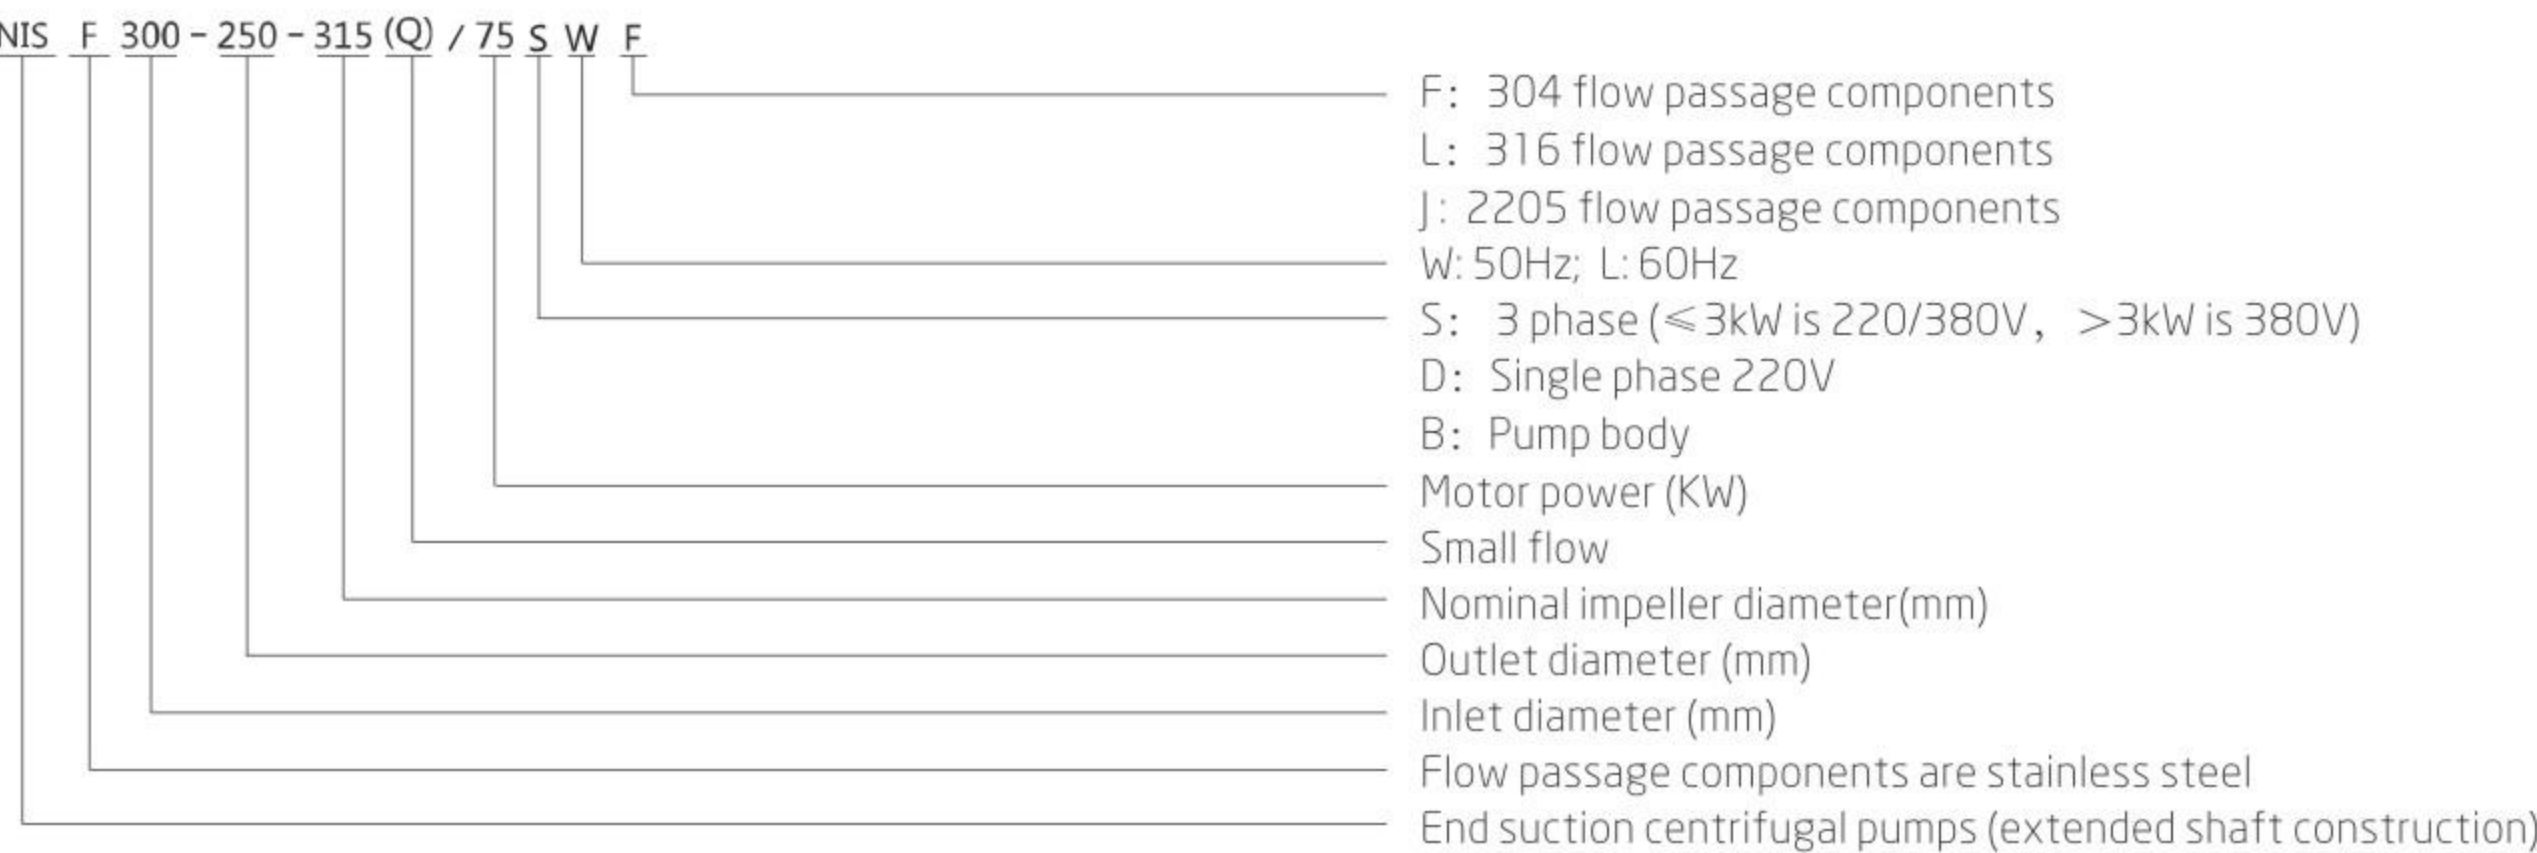 NIS F 300 - 250 - 315 (Q) / 75 S W F
F: 304 flow passage components
L: 316 flow passage components
J: 2205 flow passage components
W: 50Hz; L: 60Hz
S: 3 phase (≤3kW is 220/380V, >3kW is 380V)
D: Single phase 220V
B: Pump body
Motor power (KW)
Small flow
Nominal impeller diameter(mm)
Outlet diameter (mm)
Inlet diameter (mm)
Flow passage components are stainless steel
End suction centrifugal pumps (extended shaft construction)